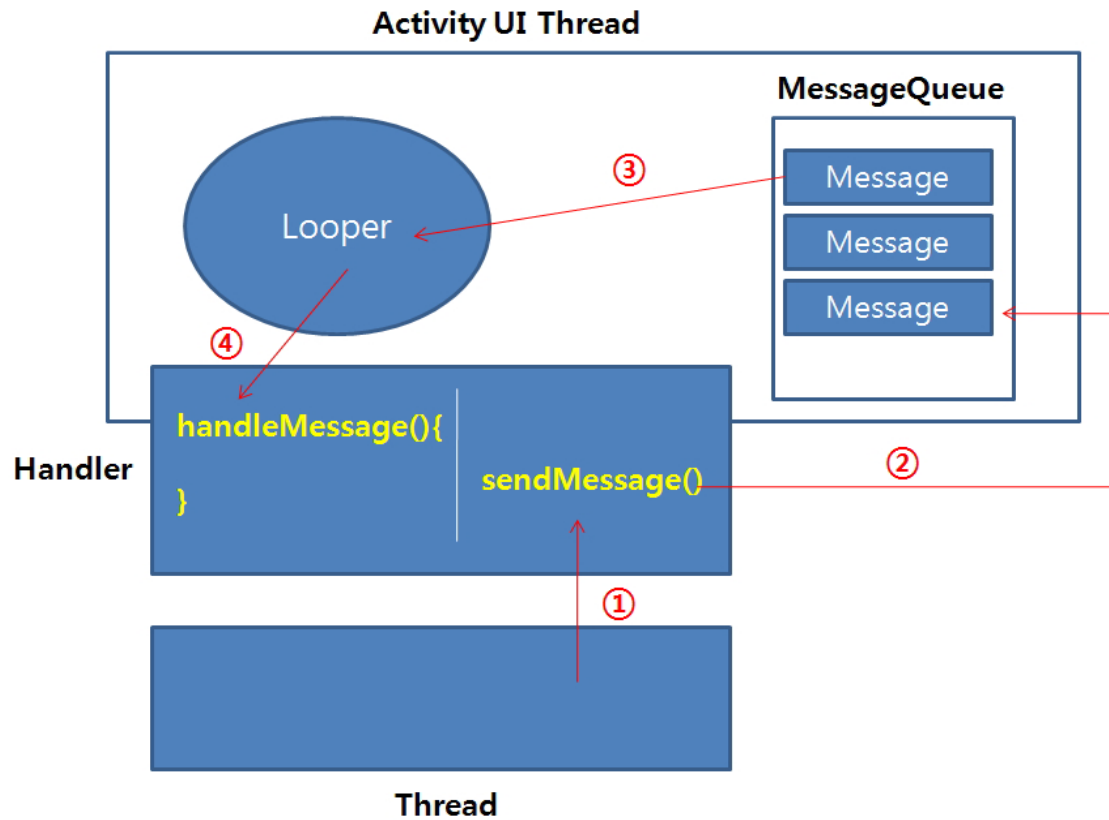 Activity UI Thread
MessageQueue
Message
③
Looper
Message
Message
④
handleMessage(){
Handler
sendMessage()
②
}
①
Thread